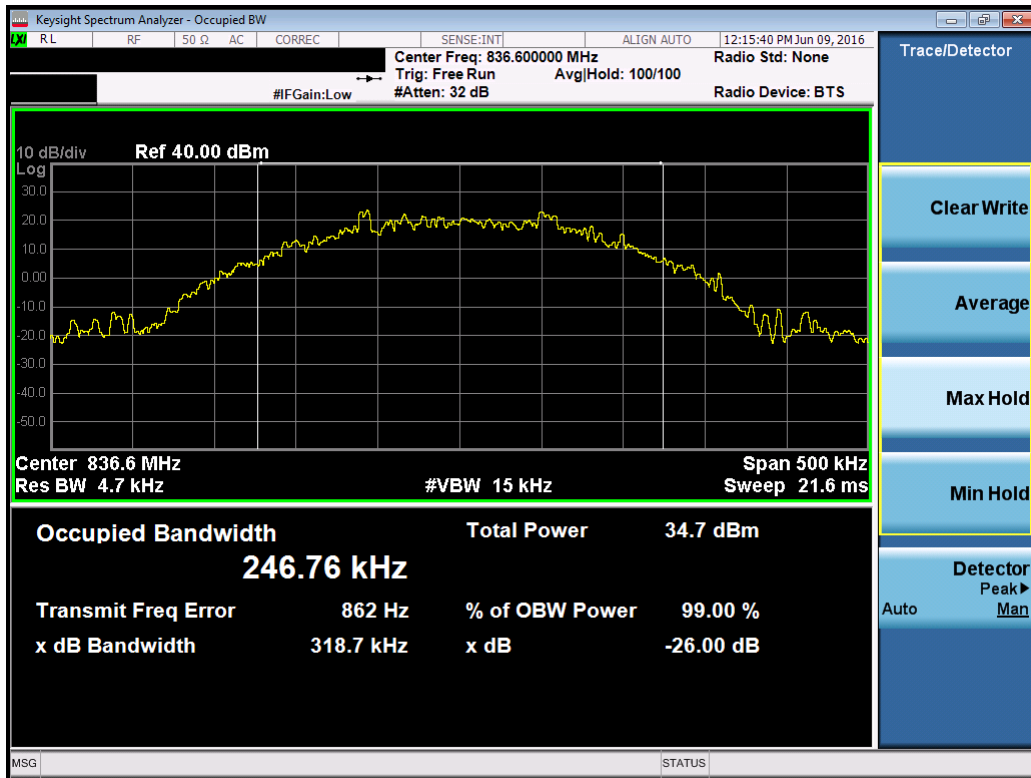 Keysight Spectrum Analyzer - Occupied BW
LXI RL RF 50 Ω AC CORREC SENSE:INT ALIGN AUTO 12:15:40 PM Jun 09, 2016
Center Freq: 836.600000 MHz Radio Std: None
Trig: Free Run Avg|Hold: 100/100
#IFGain:Low #Atten: 32 dB Radio Device: BTS
Trace/Detector
10 dB/div Ref 40.00 dBm
Log
30.0
20.0
10.0
0.00
-10.0
-20.0
-30.0
-40.0
-50.0
Center 836.6 MHz Span 500 kHz
Res BW 4.7 kHz #VBW 15 kHz Sweep 21.6 ms
Occupied Bandwidth Total Power 34.7 dBm
246.76 kHz
Transmit Freq Error 862 Hz % of OBW Power 99.00 %
x dB Bandwidth 318.7 kHz x dB -26.00 dB
Clear Write
Average
Max Hold
Min Hold
Detector
Peak▶
Auto Man
MSG STATUS